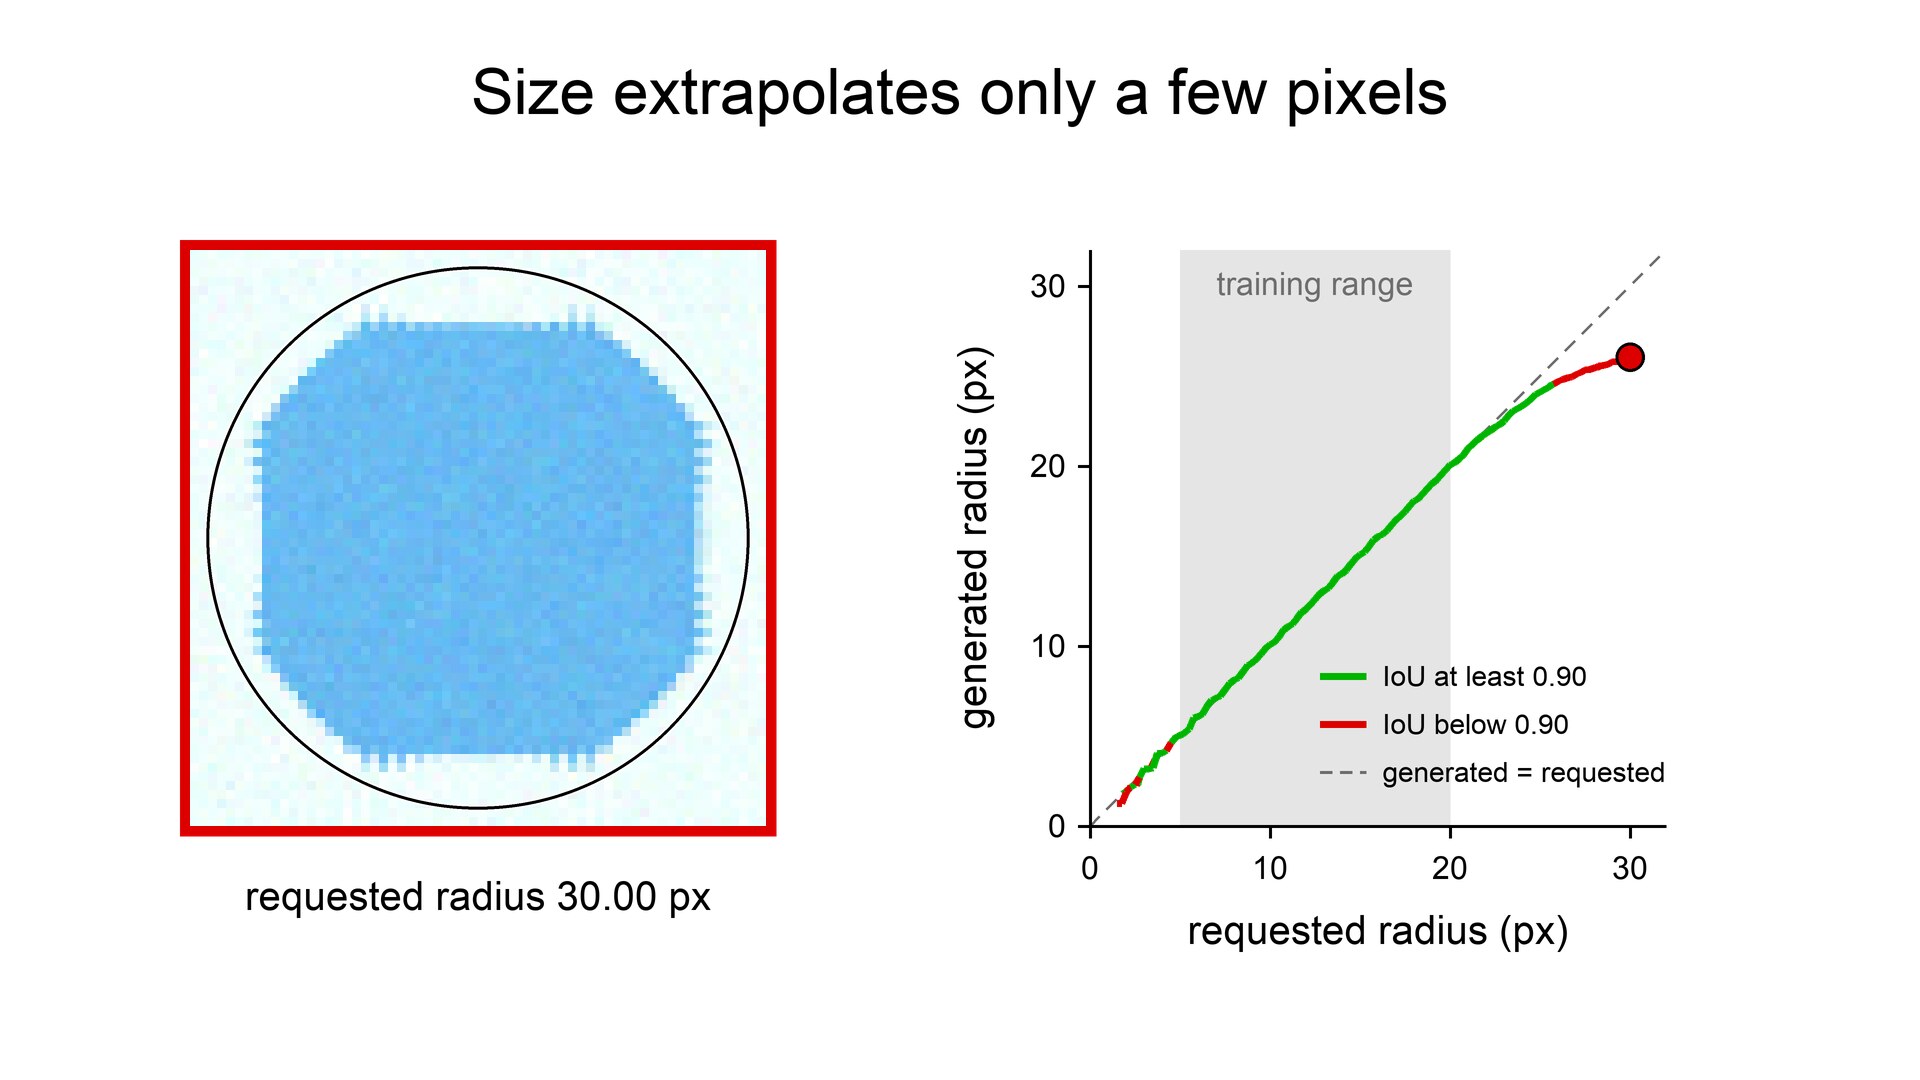 Size extrapolates only a few pixels
requested radius 30.00 px
generated radius (px)
30
20
10
0
training range
IoU at least 0.90
IoU below 0.90
generated = requested
0 10 20 30
requested radius (px)